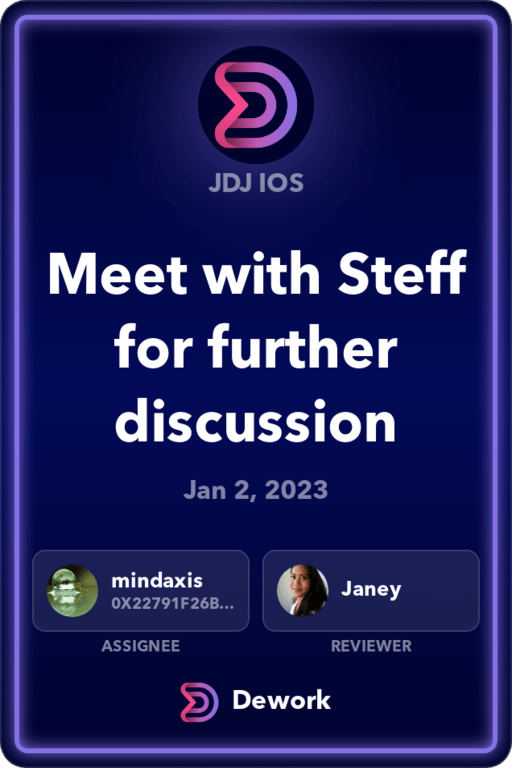 JDJ IOS
Meet with Steff
for further
discussion
Jan 2, 2023
mindaxis
0X22791F26B...
ASSIGNEE
Janey
REVIEWER
Dework